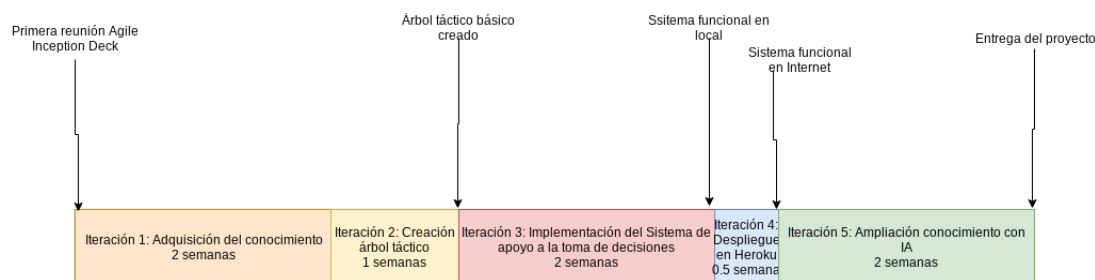 Primera reunión Agile
Inception Deck
Árbol táctico básico
creado
Ssitema funcional en
local
Sistema funcional
en Internet
Entrega del proyecto
Iteración 1: Adquisición del conocimiento
2 semanas
Iteración 2: Creación
árbol táctico
1 semanas
Iteración 3: Implementación del Sistema de
apoyo a la toma de decisiones
2 semanas
Iteración 4:
Despliegue
en Heroku
0.5 semana
Iteración 5: Ampliación conocimiento con
IA
2 semanas